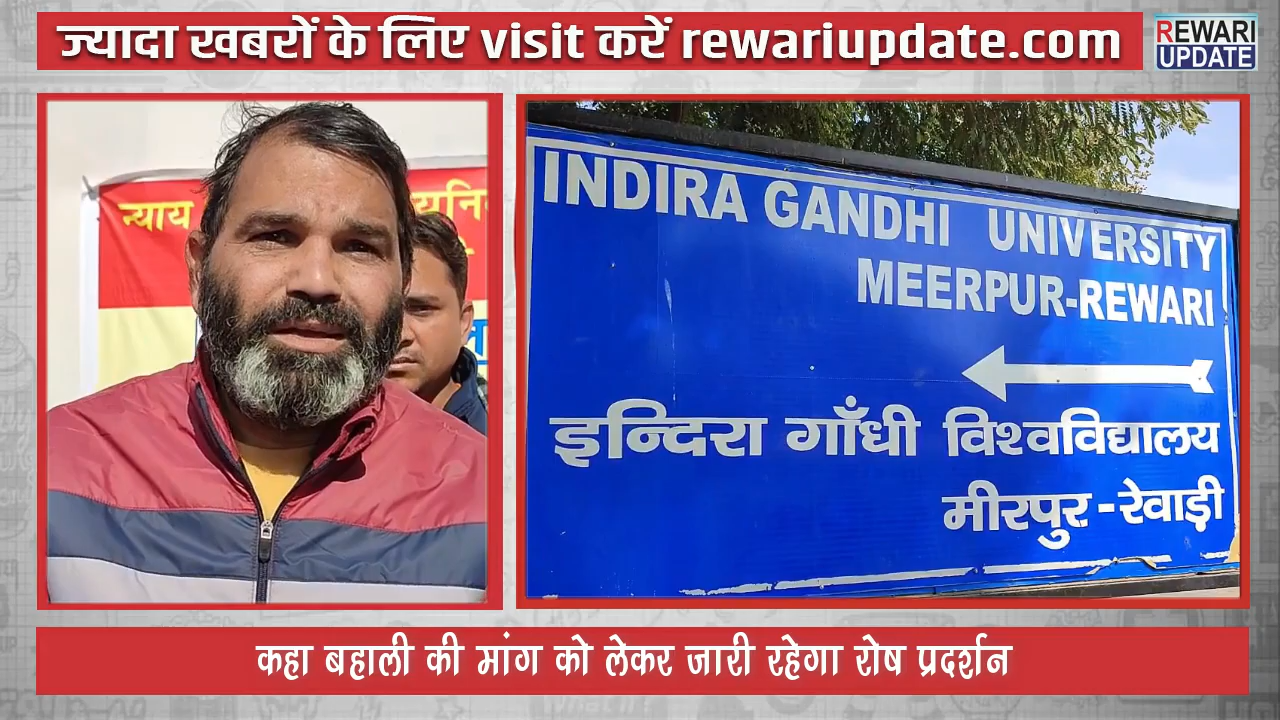 ज्यादा खबरों के लिए visit करें rewariupdate.com
REWARI
UPDATE
न्याय
INDIRA GANDHI UNIVERSITY
MEERPUR-REWARI
इन्दिरा गाँधी विश्वविद्यालय
मीरपुर-रेवाड़ी
कहा बहाली की मांग को लेकर जारी रहेगा रोष प्रदर्शन